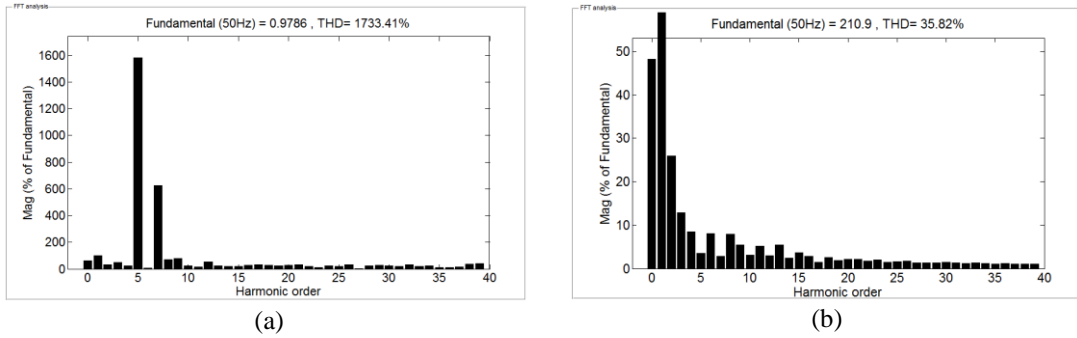 FFT analysis
Fundamental (50Hz) = 0.9786 , THD= 1733.41%
Mag (% of Fundamental)
1600
1400
1200
1000
800
600
400
200
0
0 5 10 15 20 25 30 35 40
Harmonic order
(a)
FFT analysis
Fundamental (50Hz) = 210.9 , THD= 35.82%
Mag (% of Fundamental)
50
40
30
20
10
0
0 5 10 15 20 25 30 35 40
Harmonic order
(b)